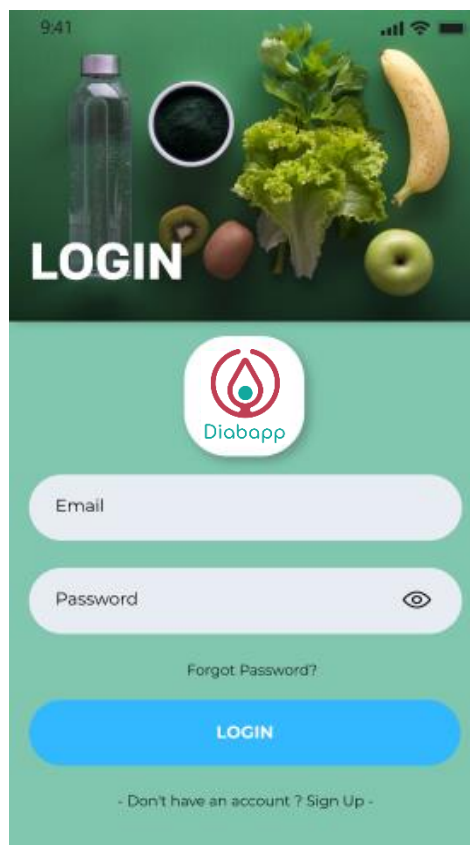 9:41
LOGIN
Diabapp
Email
Password
Forgot Password?
LOGIN
- Don't have an account ? Sign Up -